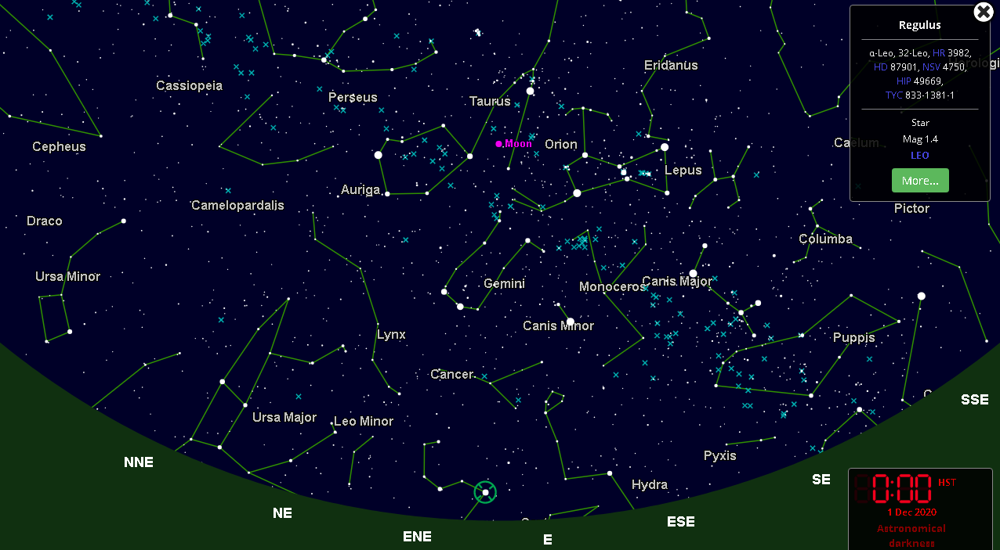 Regulus
α-Leo, 32-Leo, HR 3982,
HD 87901, NSV 4750,
HIP 49669,
TYC 833-1381-1
Star
Mag 1.4
LEO
More...
Eridanus
Cassiopeia
Perseus
Taurus
Moon
Orion
Caelum
Cepheus
Lepus
Auriga
Camelopardalis
Pictor
Draco
Columba
Ursa Minor
Gemini
Monoceros
Canis Major
Canis Minor
Lynx
Puppis
Cancer
Ursa Major
Leo Minor
Pyxis
Hydra
SSE
NNE
SE
NE
ESE
ENE
E
0:00 HST
1 Dec 2020
Astronomical
darkness